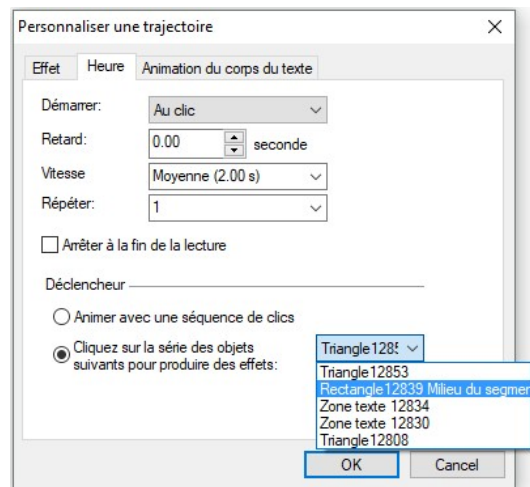 Personnaliser une trajectoire
Effet Heure Animation du corps du texte
Démarrer: Au clic
Retard: 0.00 seconde
Vitesse Moyenne (2.00 s)
Répéter: 1
Arrêter à la fin de la lecture
Déclencheur
Animer avec une séquence de clics
Cliquez sur la série des objets
suivants pour produire des effets:
Triangle128
Triangle12853
Rectangle12839 Milieu du segmer
Zone texte 12834
Zone texte 12830
Triangle12808
OK Cancel